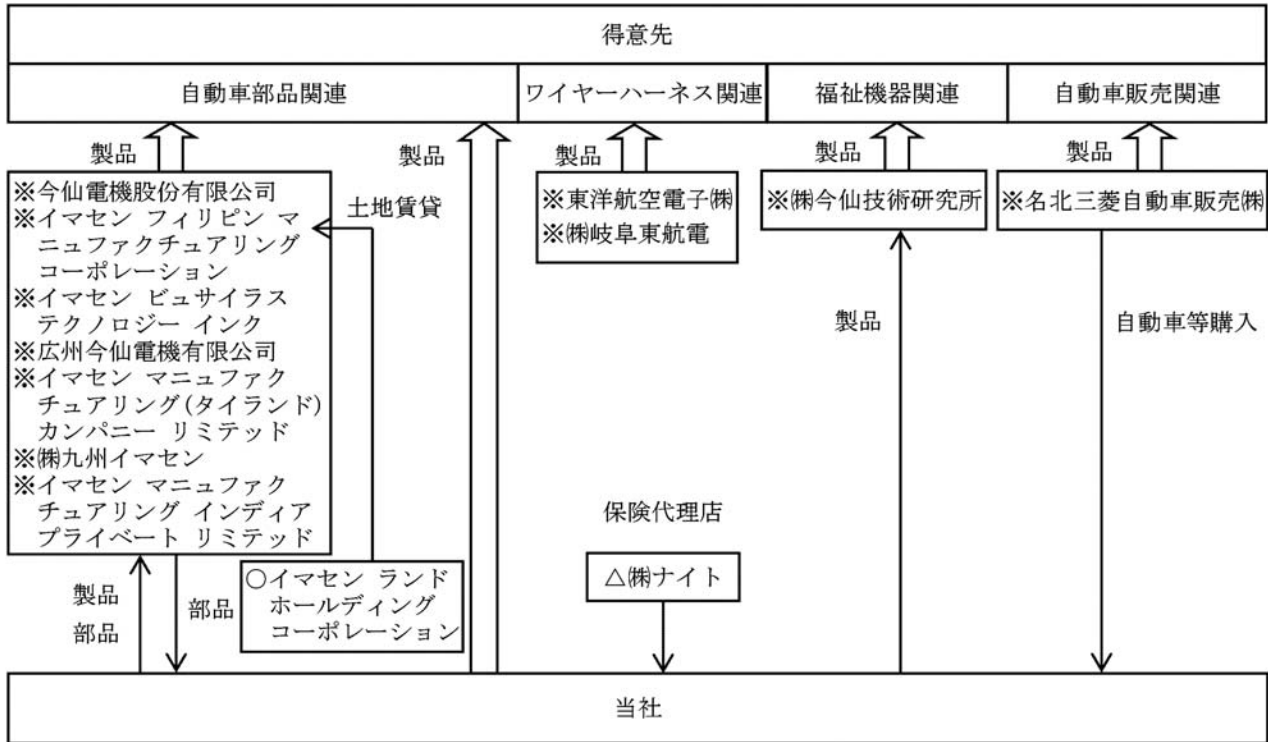 得意先
自動車部品関連
ワイヤーハーネス関連
福祉機器関連
自動車販売関連
製品
製品
製品
製品
製品
※今仙電機股份有限公司
※イマセン フィリピン マ
ニュファクチュアリング
コーポレーション
※イマセン ビュサイラス
テクノロジー インク
※広州今仙電機有限公司
※イマセン マニュファク
チュアリング(タイランド)
カンパニー リミテッド
※㈱九州イマセン
※イマセン マニュファク
チュアリング インディア
プライベート リミテッド
土地賃貸
※東洋航空電子㈱
※㈱岐阜東航電
※㈱今仙技術研究所
※名北三菱自動車販売㈱
製品
自動車等購入
保険代理店
△㈱ナイト
製品
部品
部品
○イマセン ランド
ホールディング
コーポレーション
当社